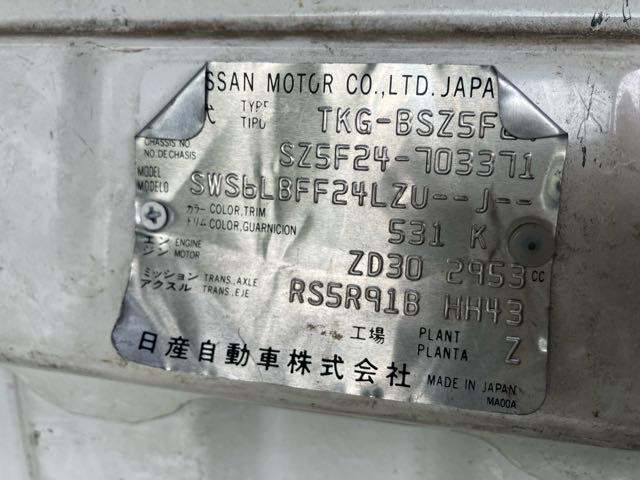 SSAN MOTOR CO.,LTD.JAPA
式 TYPE TIPO TKG-BSZ5F2
CHASSIS NO. NO.DE CHASIS SZ5F24-703371
MODEL MODELO SWS6L8FF24LZU--J--
カラー COLOR,TRIM
トリム COLOR,GUARNICION 531 K
エンジン ENGINE MOTOR ZD30 2953 CC
ミッション TRANS.,AXLE
アクスル TRANS.,EJE RS5R91B HH43
工場 PLANT PLANTA Z
日産自動車株式会社 MADE IN JAPAN
MA00A